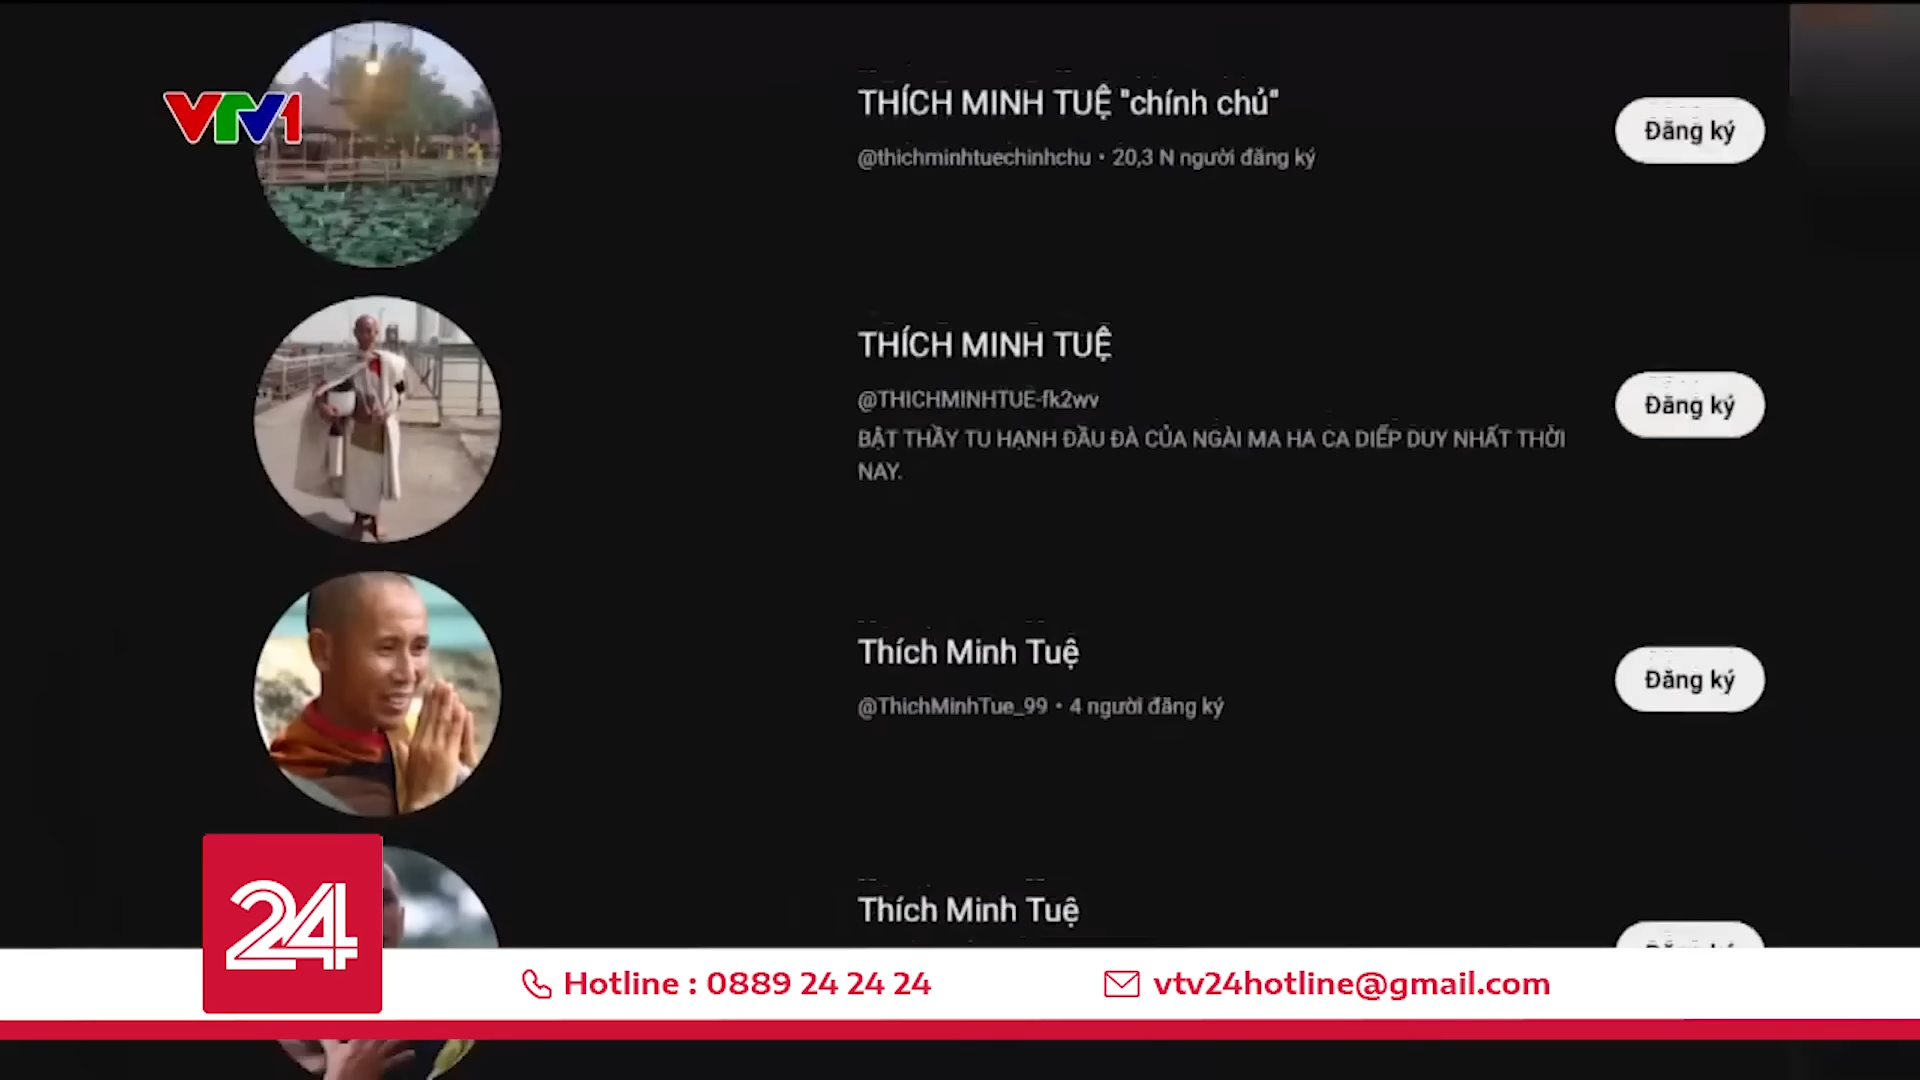 VTV1
THÍCH MINH TUỆ "chính chủ"
@thichminhtuechinhchu • 20,3 N người đăng ký
Đăng ký
THÍCH MINH TUỆ
@THICHMINHTUE-fk2wv
BẬT THẦY TU HẠNH ĐẦU ĐÀ CỦA NGÀI MA HA CA DIẾP DUY NHẤT THỜI
NAY.
Đăng ký
Thích Minh Tuệ
@ThichMinhTue_99 • 4 người đăng ký
Đăng ký
Thích Minh Tuệ
24
Hotline : 0889 24 24 24
vtv24hotline@gmail.com